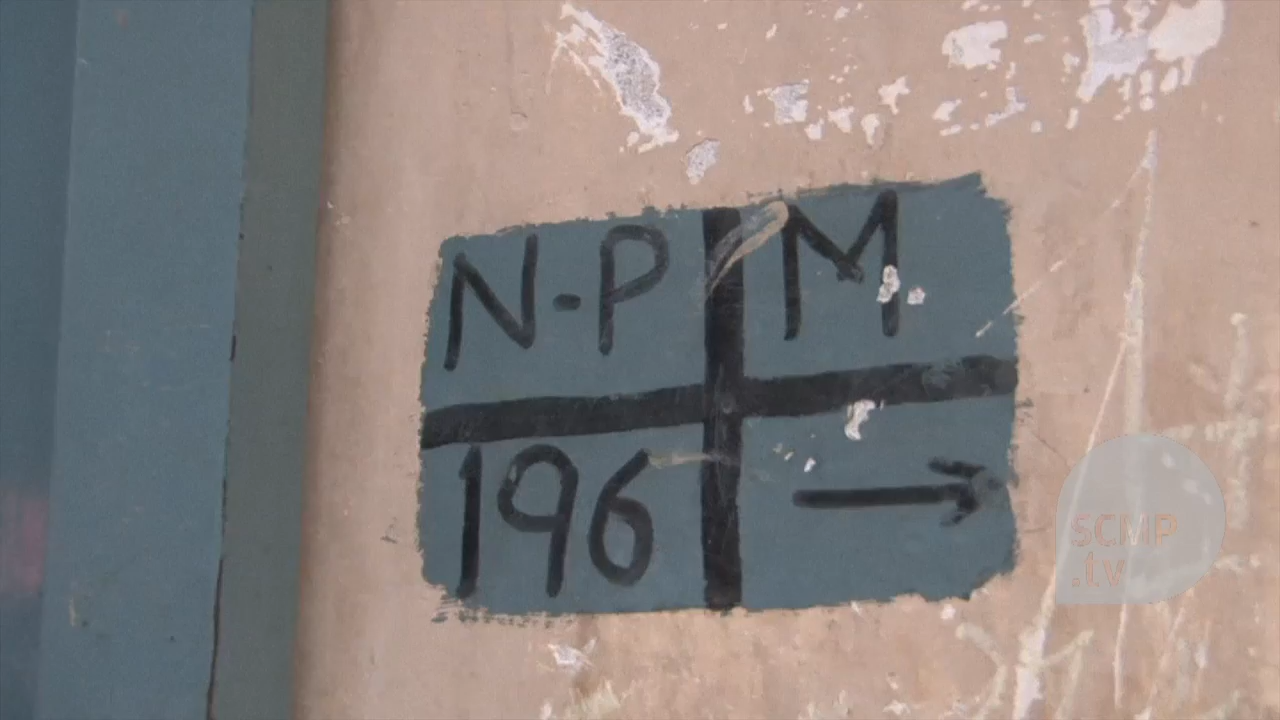 N-P M
196 →
SCMP
.tv